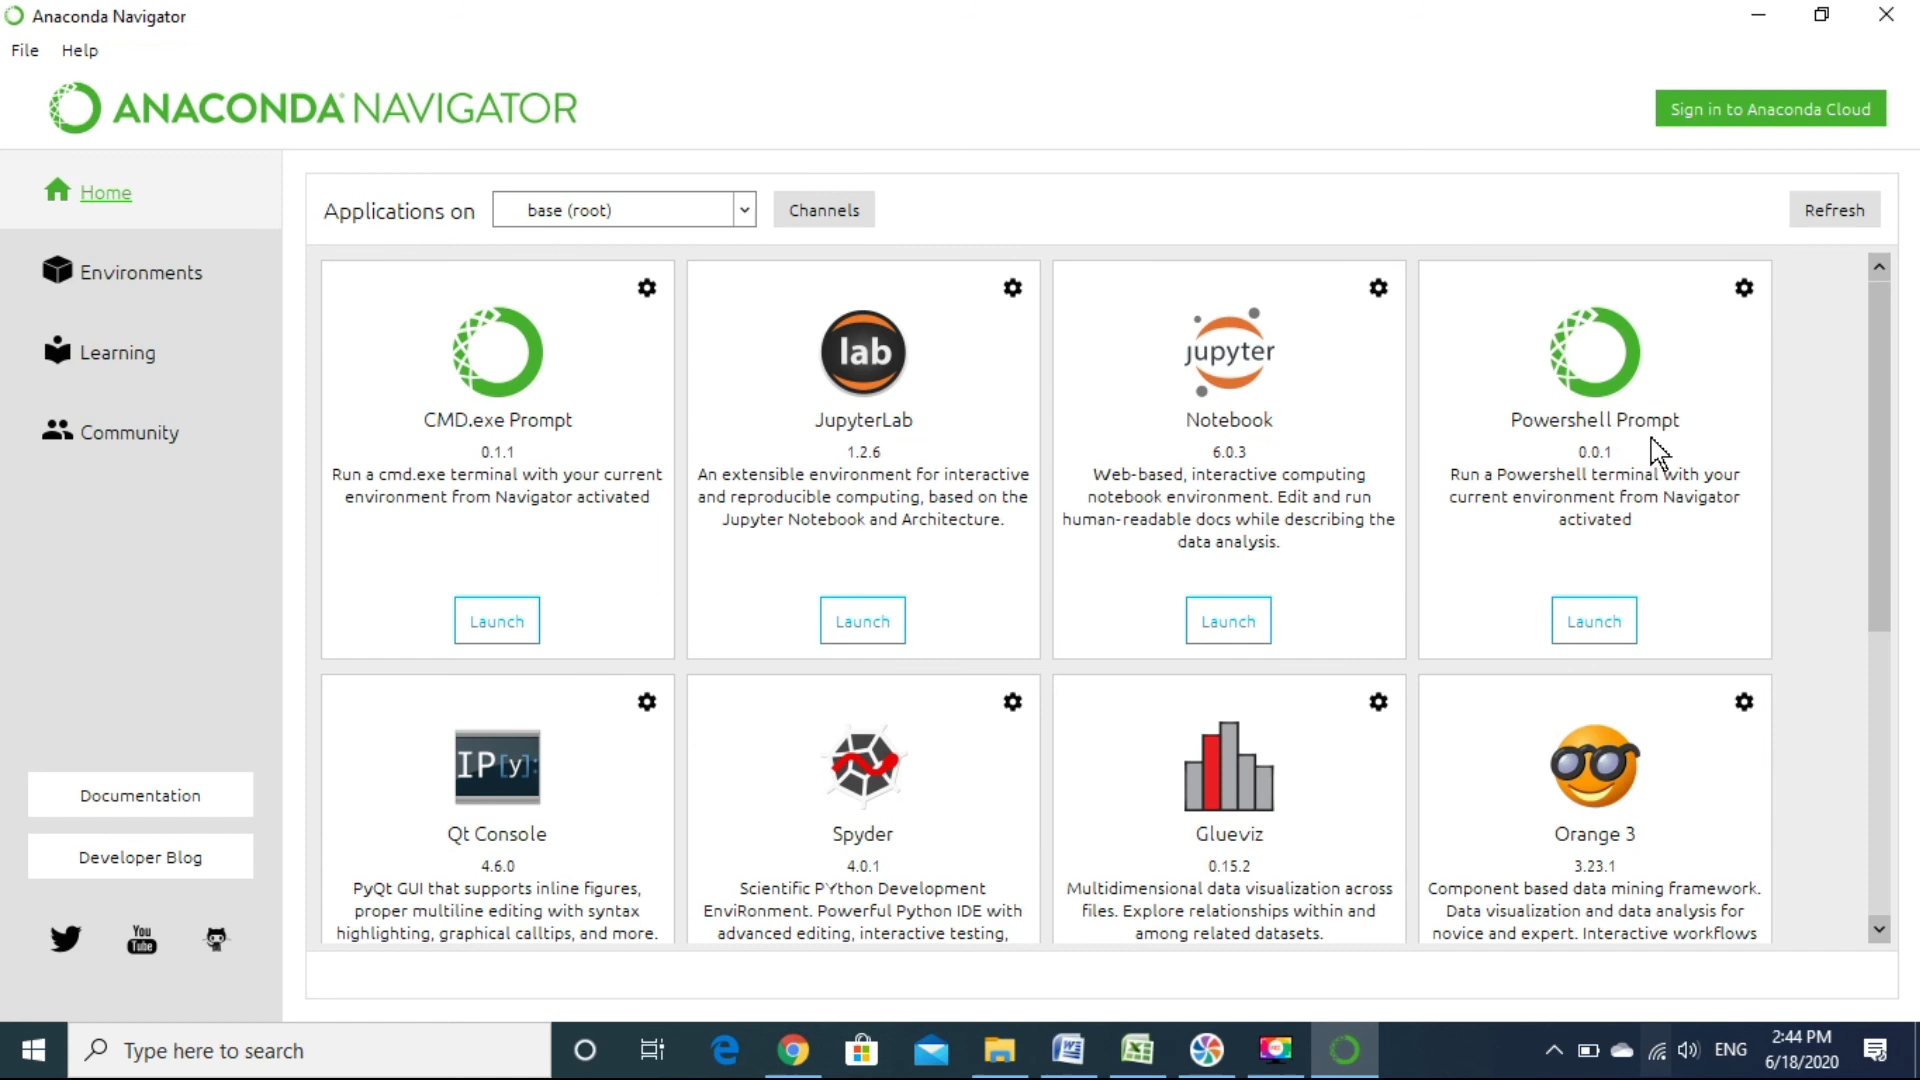 Anaconda Navigator
File Help
ANACONDA NAVIGATOR
Sign in to Anaconda Cloud
Home
Environments
Learning
Community
Documentation
Developer Blog
You
Tube
Applications on base (root) Channels Refresh
CMD.exe Prompt
0.1.1
Run a cmd.exe terminal with your current
environment from Navigator activated
Launch
lab
JupyterLab
1.2.6
An extensible environment for interactive
and reproducible computing, based on the
Jupyter Notebook and Architecture.
Launch
jupyter
Notebook
6.0.3
Web-based, interactive computing
notebook environment. Edit and run
human-readable docs while describing the
data analysis.
Launch
Powershell Prompt
0.0.1
Run a Powershell terminal with your
current environment from Navigator
activated
Launch
IP[y]:
Qt Console
4.6.0
PyQt GUI that supports inline figures,
proper multiline editing with syntax
highlighting, graphical calltips, and more.
Spyder
4.0.1
Scientific PYthon Development
EnviRonment. Powerful Python IDE with
advanced editing, interactive testing,
Glueviz
0.15.2
Multidimensional data visualization across
files. Explore relationships within and
among related datasets.
Orange 3
3.23.1
Component based data mining framework.
Data visualization and data analysis for
novice and expert. Interactive workflows
Type here to search
ENG
2:44 PM
6/18/2020